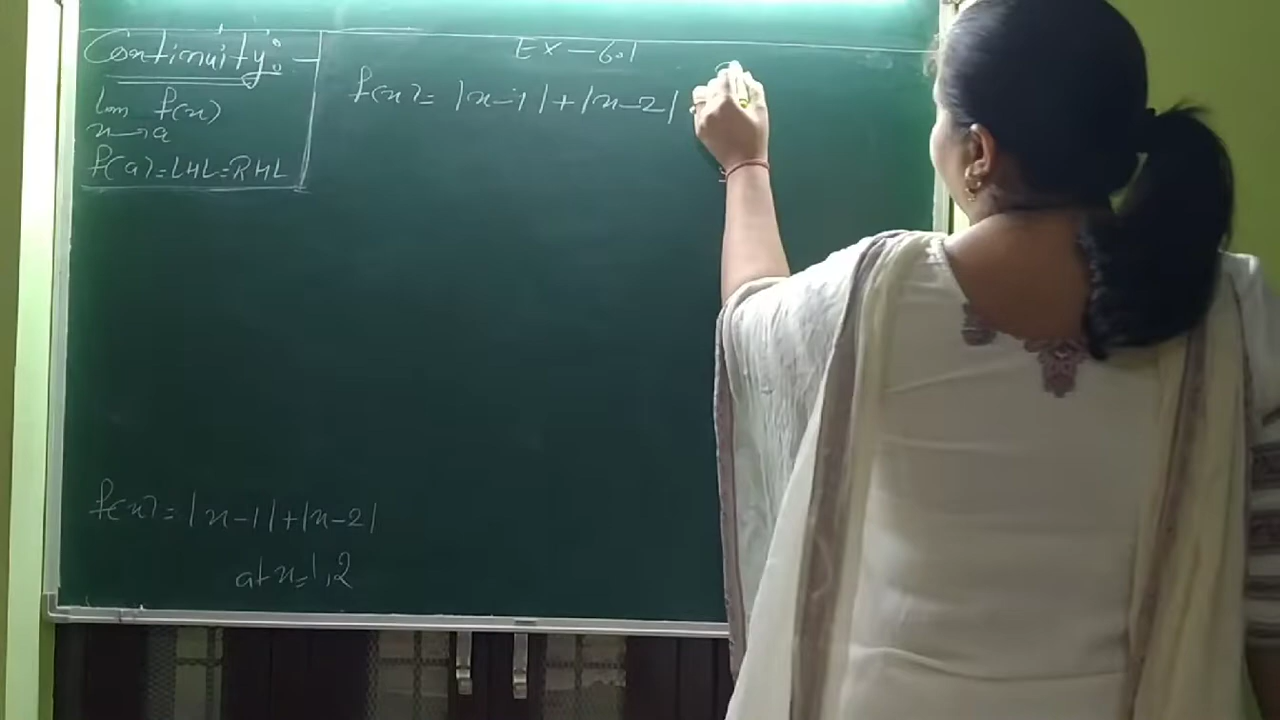 Continuity:-
lim f(x)
x→a
f(a)=LHL=RHL
EX-6.1
f(x)= |x-1|+|x-2|
f(x)=|x-1|+|x-2|
at x=1,2